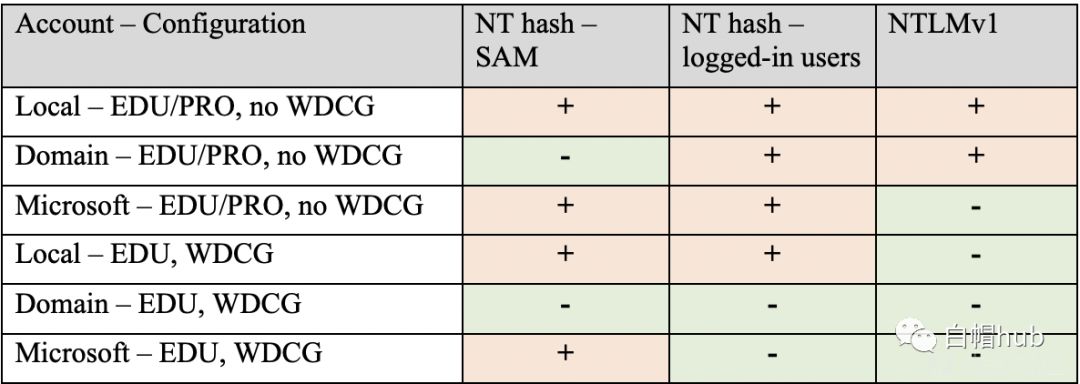 Account – Configuration
NT hash –
SAM
NT hash –
logged-in users
NTLMv1
Local – EDU/PRO, no WDCG
+
+
+
Domain – EDU/PRO, no WDCG
-
+
+
Microsoft – EDU/PRO, no WDCG
+
+
-
Local – EDU, WDCG
+
+
-
Domain – EDU, WDCG
-
-
-
Microsoft – EDU, WDCG
+
-
-
白帽hub